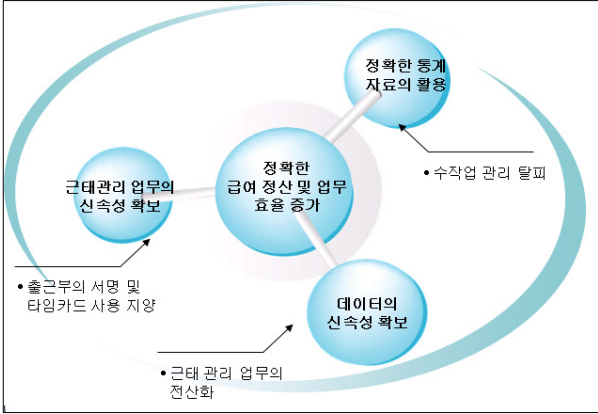 정확한 통계
자료의 활용
• 수작업 관리 탈피
정확한
급여 정산 및 업무
효율 증가
근태관리 업무의
신속성 확보
• 출근부의 서명 및
타임카드 사용 지양
데이터의
신속성 확보
• 근태 관리 업무의
전산화